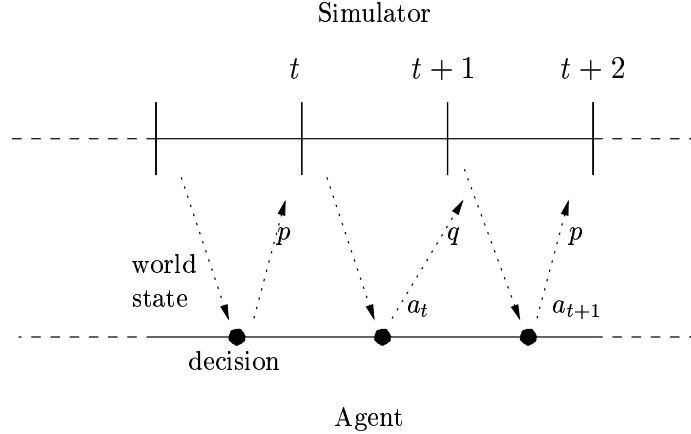 Simulator
t t + 1 t + 2
p q p
world
state
a_t a_{t+1}
decision
Agent